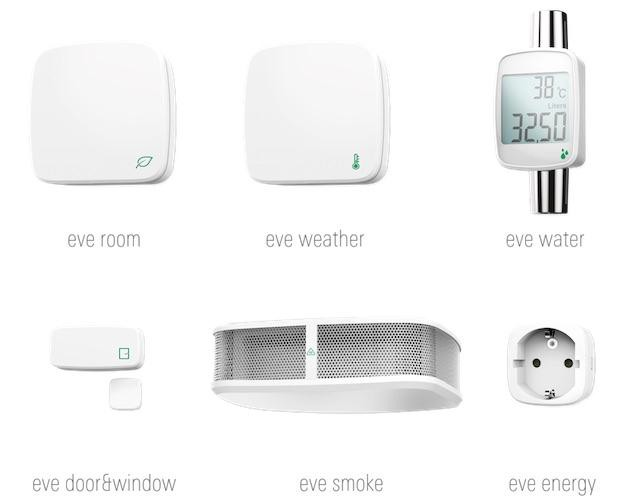 38 °C
Liters
32,50
eve room
eve weather
eve water
eve door&window
eve smoke
eve energy